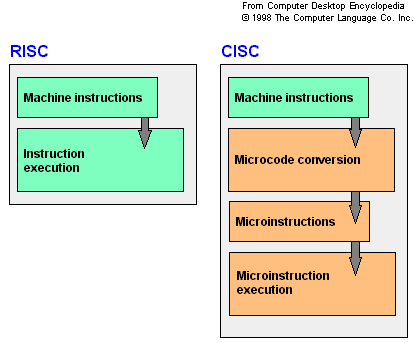 From Computer Desktop Encyclopedia
© 1998 The Computer Language Co. Inc.
RISC
Machine instructions
Instruction
execution
CISC
Machine instructions
Microcode conversion
Microinstructions
Microinstruction
execution